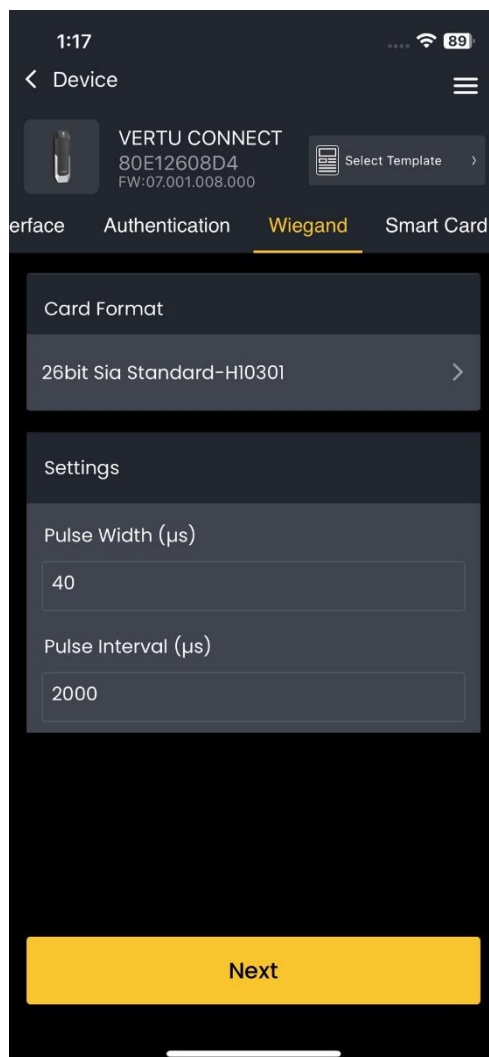 1:17
89
Device
VERTU CONNECT
80E12608D4
FW:07.001.008.000
Select Template
erface Authentication Wiegand Smart Card
Card Format
26bit Sia Standard-H10301
Settings
Pulse Width (µs)
40
Pulse Interval (µs)
2000
Next